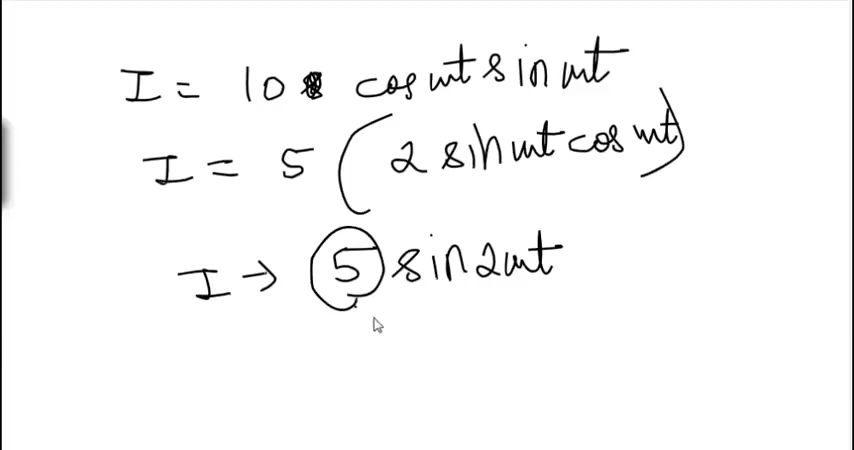 I = 10 cos ωt sin ωt
I = 5 ( 2 sin ωt cos ωt )
I → 5 sin 2ωt